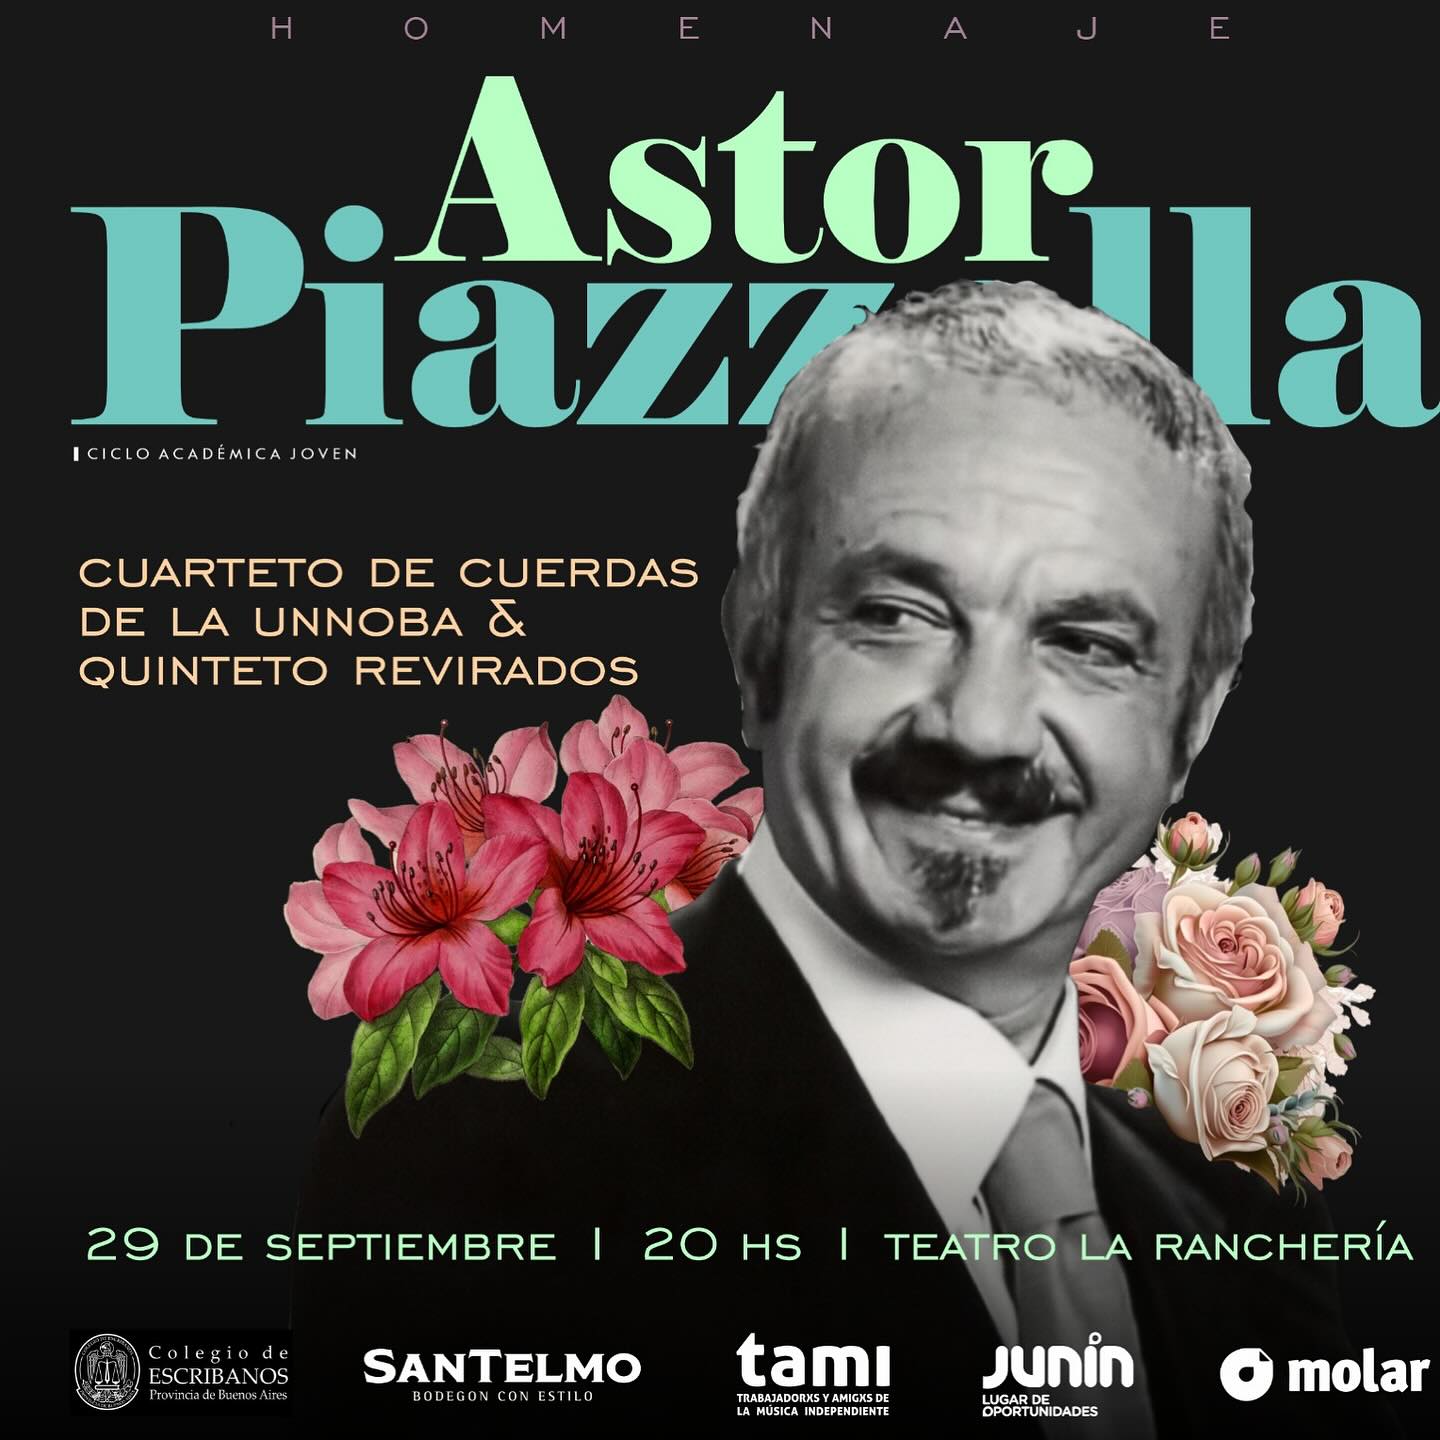 HOMENAJE
Astor
Piazzolla
CICLO ACADÉMICA JOVEN
CUARTETO DE CUERDAS
DE LA UNNOBA &
QUINTETO REVIRADOS
29 DE SEPTIEMBRE | 20 HS | TEATRO LA RANCHERÍA
Colegio de
ESCRIBANOS
Provincia de Buenos Aires
SANTELMO
BODEGON CON ESTILO
tamı
TRABAJADORXS Y AMIGXS DE
LA MÚSICA INDEPENDIENTE
JUNIN
LUGAR DE
OPORTUNIDADES
molar